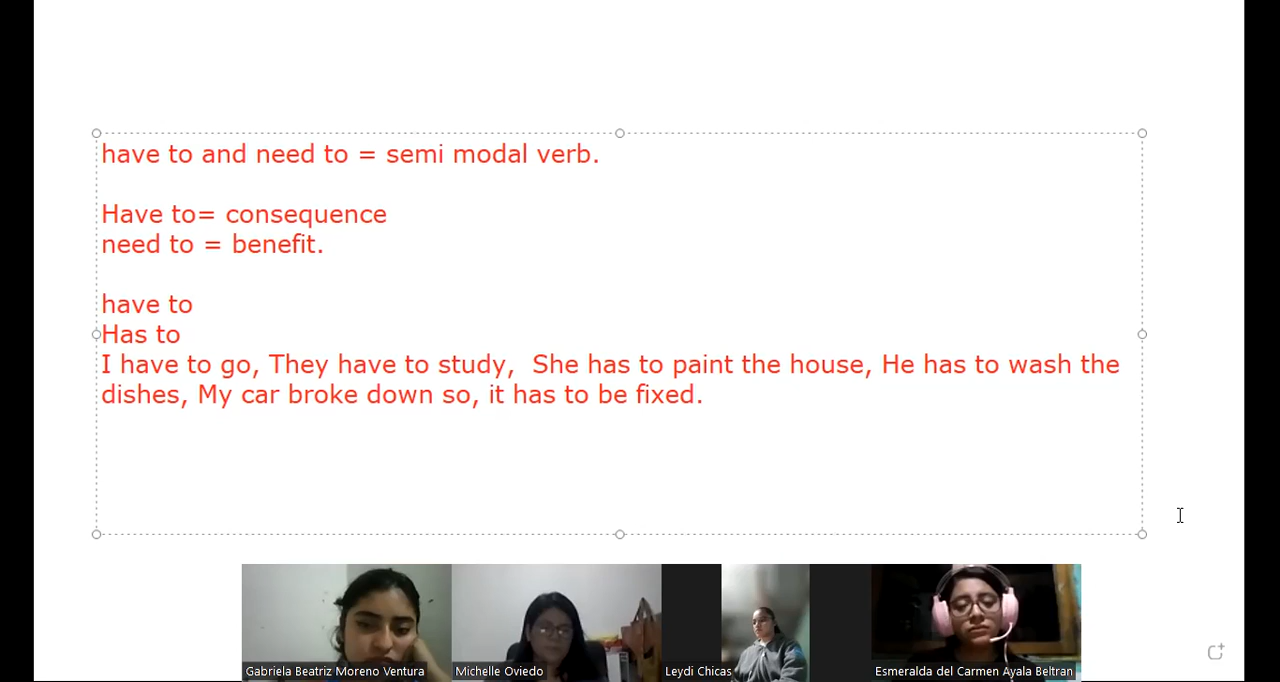 have to and need to = semi modal verb.
Have to= consequence
need to = benefit.
have to
Has to
I have to go, They have to study,  She has to paint the house, He has to wash the
dishes, My car broke down so, it has to be fixed.
Gabriela Beatriz Moreno Ventura
Michelle Oviedo
Leydi Chicas
Esmeralda del Carmen Ayala Beltran